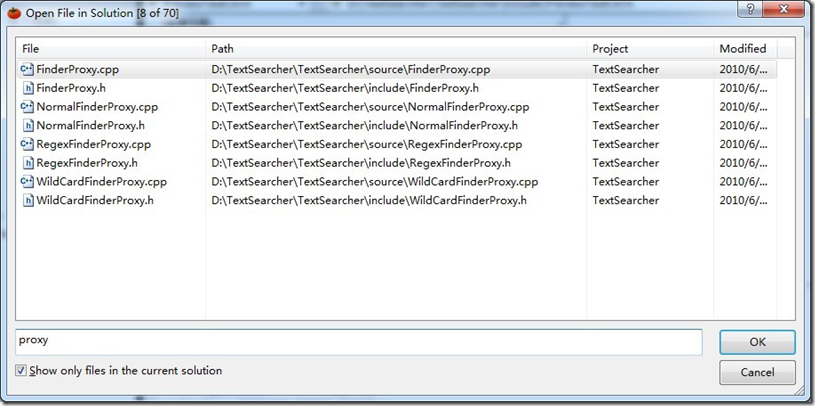 Open File in Solution [8 of 70]
File Path Project Modified
FinderProxy.cpp D:\TextSearcher\TextSearcher\source\FinderProxy.cpp TextSearcher 2010/6/...
FinderProxy.h D:\TextSearcher\TextSearcher\include\FinderProxy.h TextSearcher 2010/6/...
NormalFinderProxy.cpp D:\TextSearcher\TextSearcher\source\NormalFinderProxy.cpp TextSearcher 2010/6/...
NormalFinderProxy.h D:\TextSearcher\TextSearcher\include\NormalFinderProxy.h TextSearcher 2010/6/...
RegexFinderProxy.cpp D:\TextSearcher\TextSearcher\source\RegexFinderProxy.cpp TextSearcher 2010/6/...
RegexFinderProxy.h D:\TextSearcher\TextSearcher\include\RegexFinderProxy.h TextSearcher 2010/6/...
WildCardFinderProxy.cpp D:\TextSearcher\TextSearcher\source\WildCardFinderProxy.cpp TextSearcher 2010/6/...
WildCardFinderProxy.h D:\TextSearcher\TextSearcher\include\WildCardFinderProxy.h TextSearcher 2010/6/...
proxy OK
Show only files in the current solution Cancel